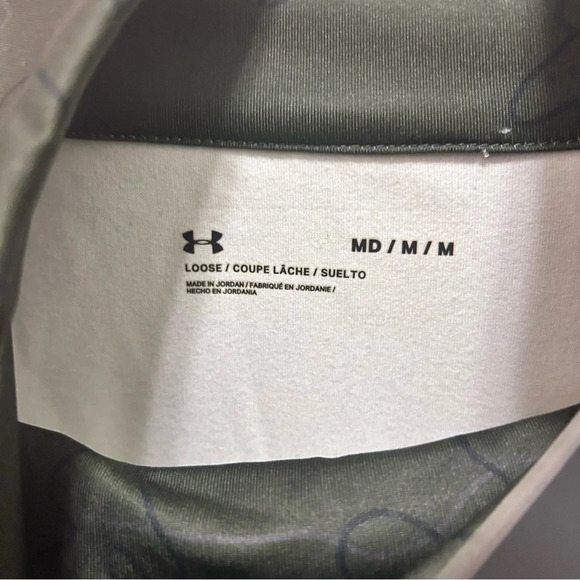 MD / M / M
LOOSE / COUPE LÂCHE / SUELTO
MADE IN JORDAN / FABRIQUÉ EN JORDANIE /
HECHO EN JORDANIA